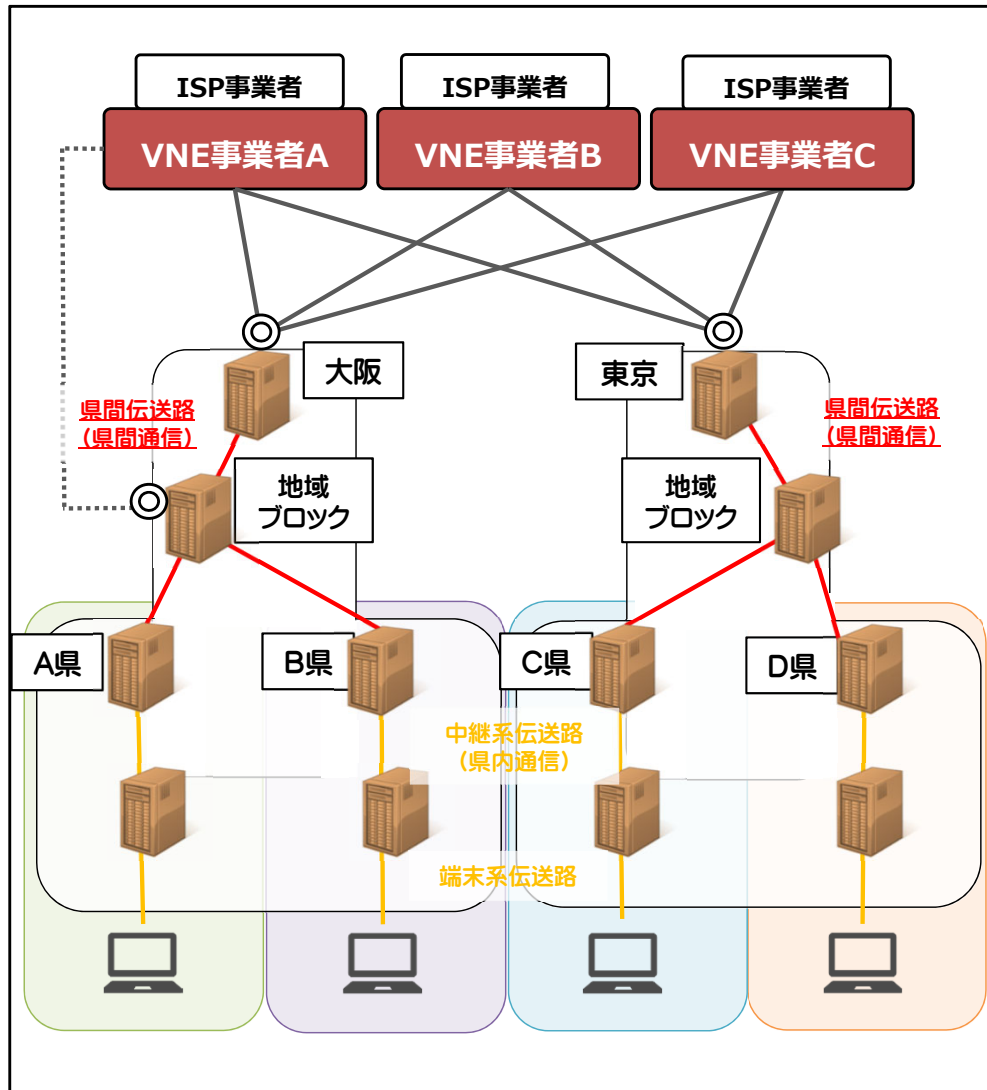 ISP事業者
ISP事業者
ISP事業者
VNE事業者A
VNE事業者B
VNE事業者C
大阪
東京
県間伝送路
（県間通信）
県間伝送路
（県間通信）
地域
ブロック
地域
ブロック
A県
B県
C県
D県
中継系伝送路
（県内通信）
端末系伝送路